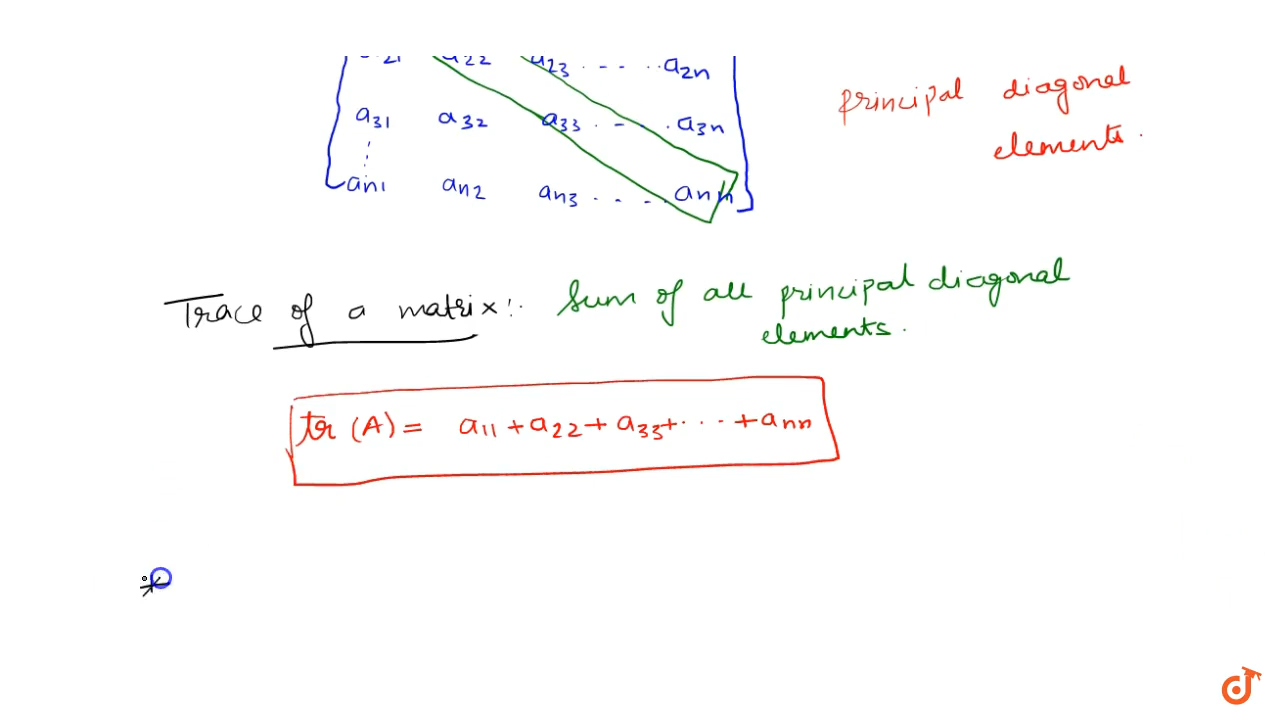 a21 a22 a23 · - - · · a2n
principal diagonal
elements.
a31 a32 a33 · - - · a3n
an1 an2 an3 · · · · · ann
Trace of a matrix :- Sum of all principal diagonal
elements.
tr (A) = a11 + a22 + a33 + · · · + ann
*